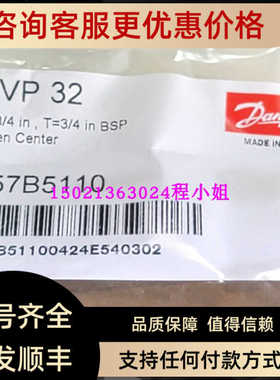 咨询客服更优惠价格
VP 32
3/4 in , T=3/4 in BSP
en Center
Dan
MADE IN
57B5110
15021363024程小姐
B51100424E540302
号齐全
品质保障 值得信赖
发顺丰
支持任何付款方式